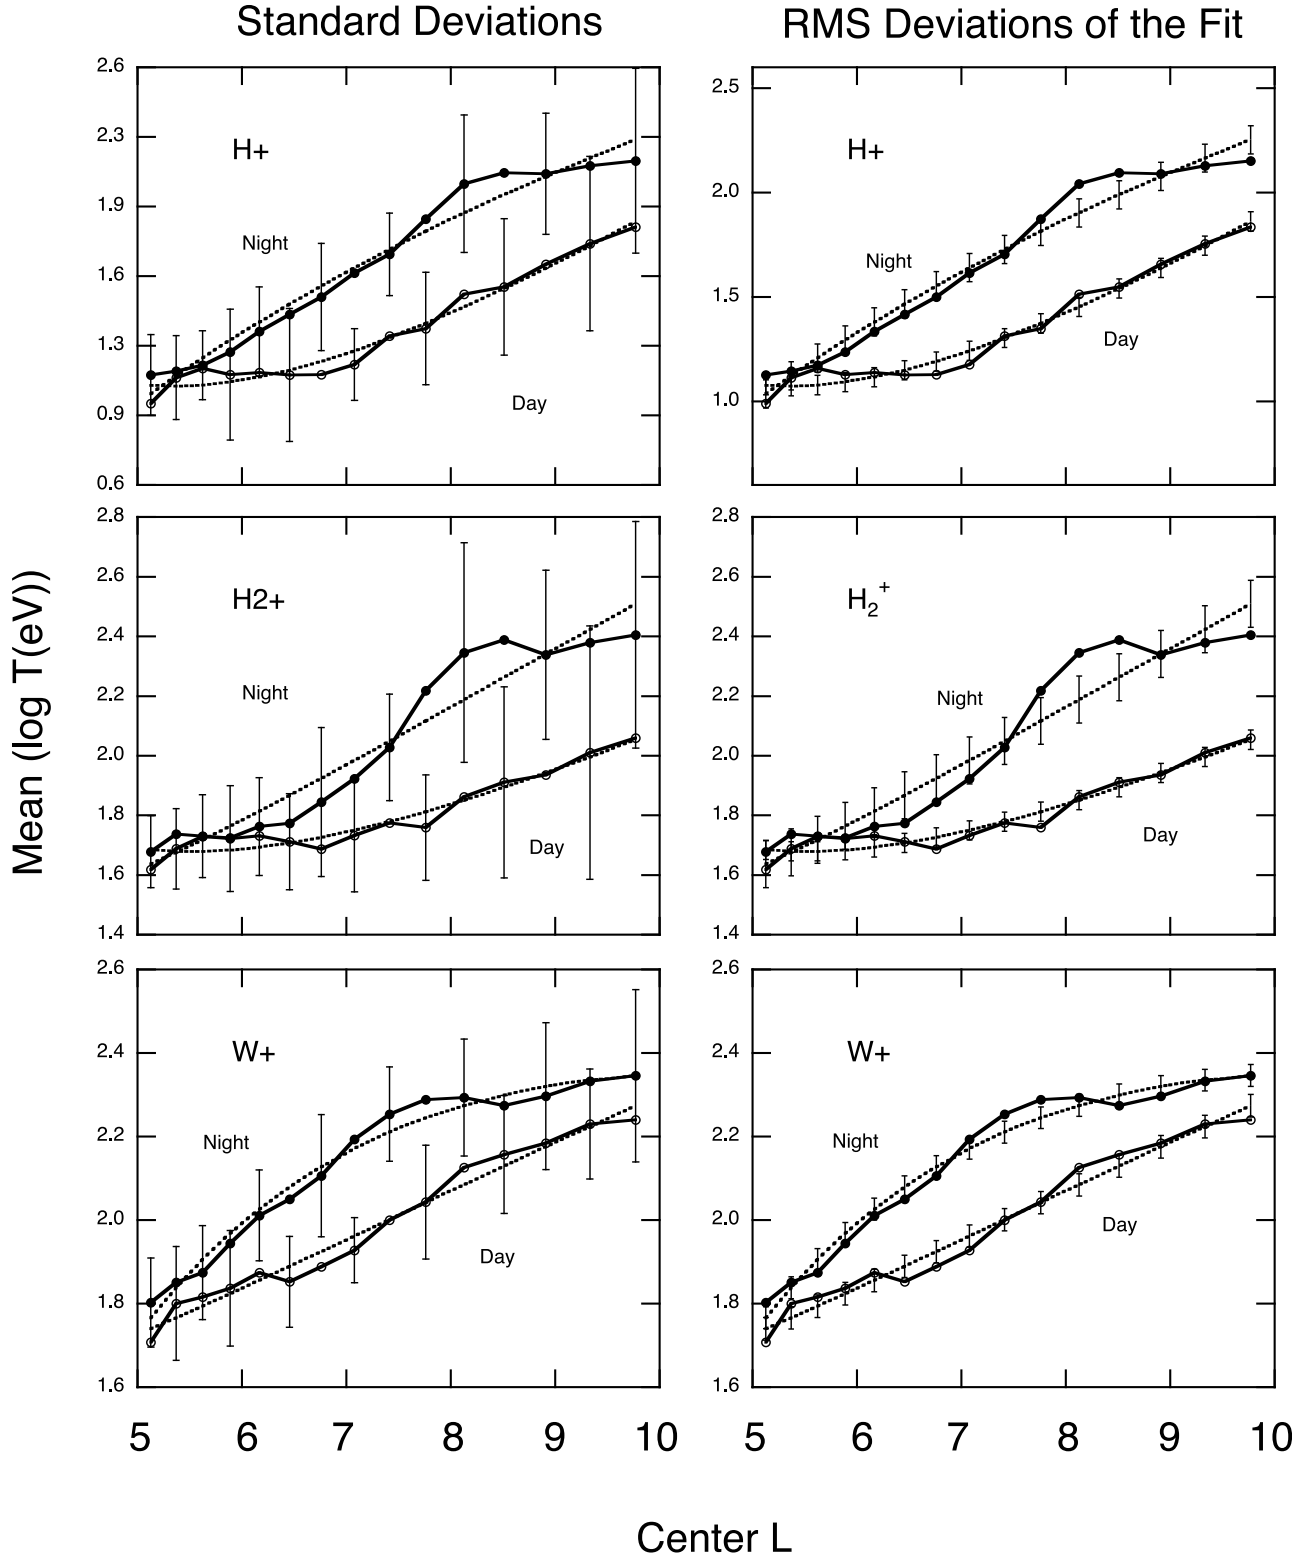 Standard Deviations
RMS Deviations of the Fit
Mean (log T(eV))
2.6
2.3
1.9
1.6
1.3
0.9
0.6
H+
Night
Day
2.5
2.0
1.5
1.0
H+
Night
Day
2.8
2.6
2.4
2.2
2.0
1.8
1.6
1.4
H2+
Night
Day
2.8
2.6
2.4
2.2
2.0
1.8
1.6
1.4
H₂⁺
Night
Day
2.6
2.4
2.2
2.0
1.8
1.6
W+
Night
Day
2.6
2.4
2.2
2.0
1.8
1.6
W+
Night
Day
5 6 7 8 9 10
5 6 7 8 9 10
Center L